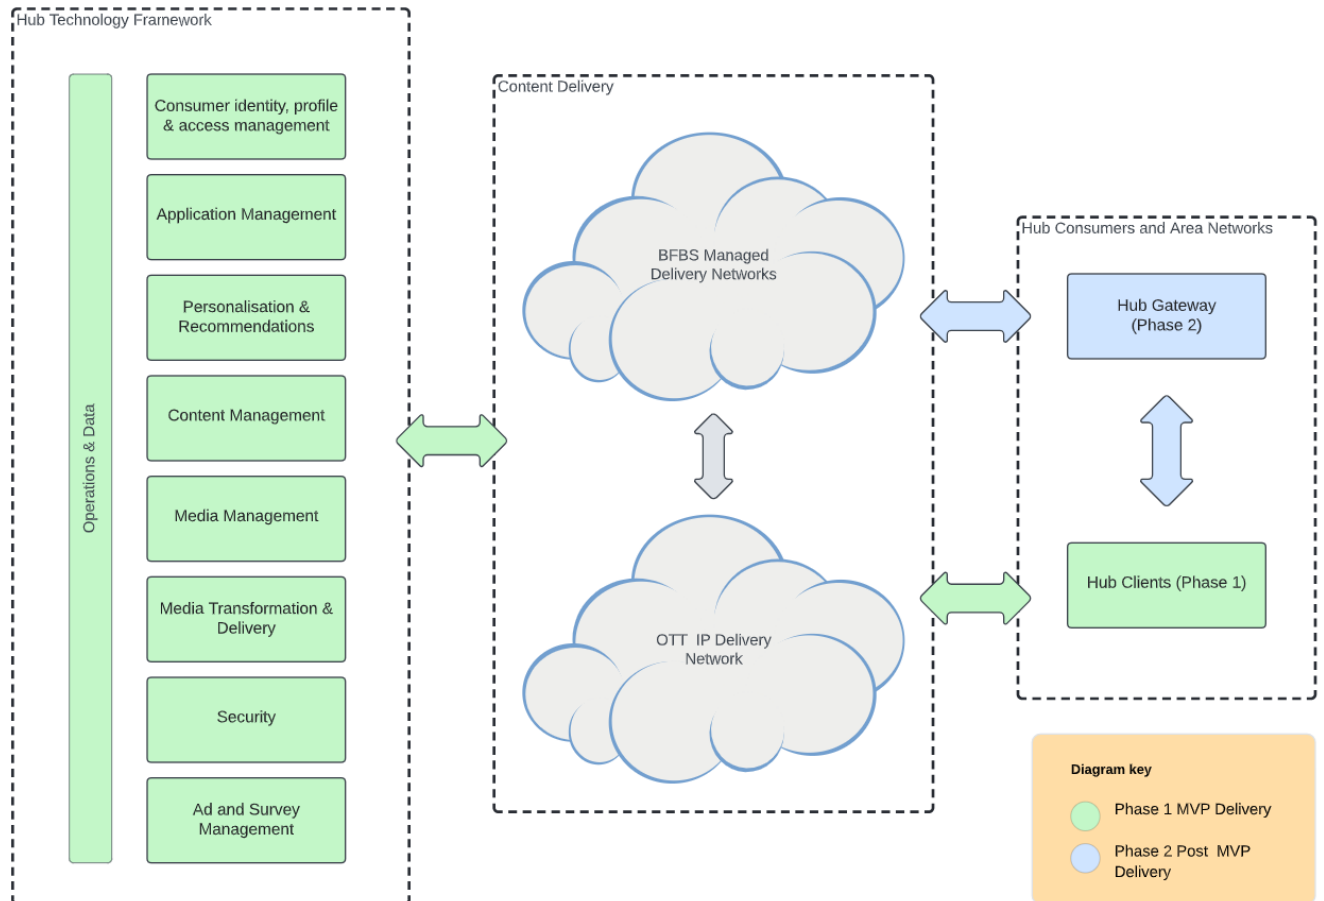 Hub Technology Framework
Operations & Data
Consumer identity, profile
& access management
Application Management
Personalisation &
Recommendations
Content Management
Media Management
Media Transformation &
Delivery
Security
Ad and Survey
Management
Content Delivery
BFBS Managed
Delivery Networks
OTT IP Delivery
Network
Hub Consumers and Area Networks
Hub Gateway
(Phase 2)
Hub Clients (Phase 1)
Diagram key
Phase 1 MVP Delivery
Phase 2 Post MVP
Delivery